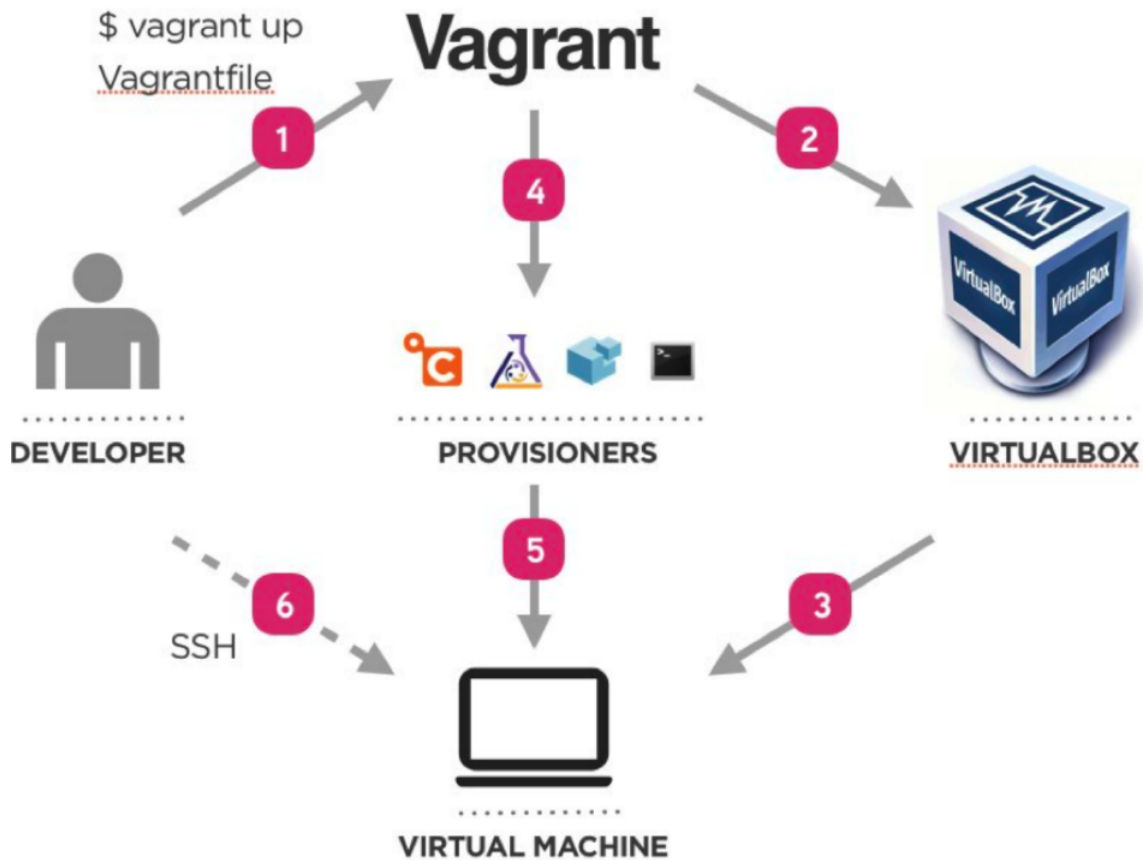 $ vagrant up
Vagrantfile
Vagrant
1
2
4
VirtualBox
VirtualBox
C
>_
DEVELOPER
PROVISIONERS
VIRTUALBOX
5
6
3
SSH
VIRTUAL MACHINE